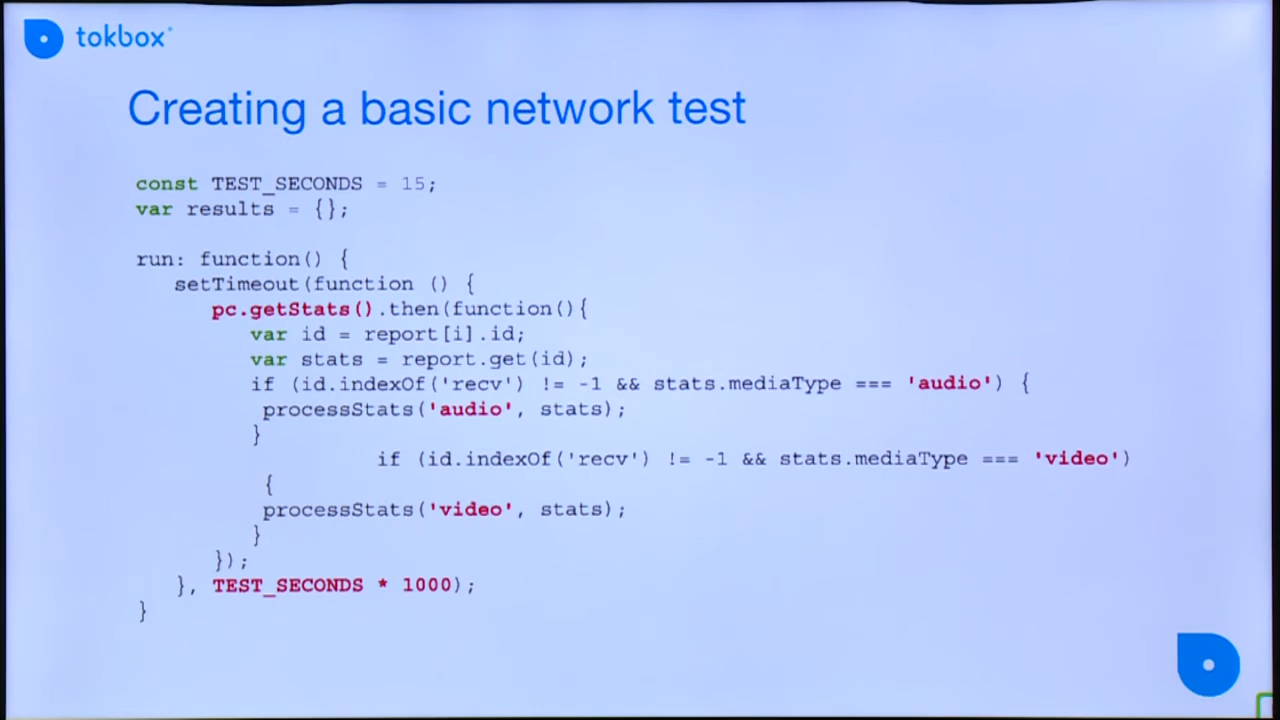 tokbox
Creating a basic network test
const TEST_SECONDS = 15;
var results = {};
run: function() {
setTimeout(function () {
pc.getStats().then(function(){
var id = report[i].id;
var stats = report.get(id);
if (id.indexOf('recv') != -1 && stats.mediaType === 'audio') {
processStats('audio', stats);
}
if (id.indexOf('recv') != -1 && stats.mediaType === 'video')
{
processStats('video', stats);
}
});
}, TEST_SECONDS * 1000);
}